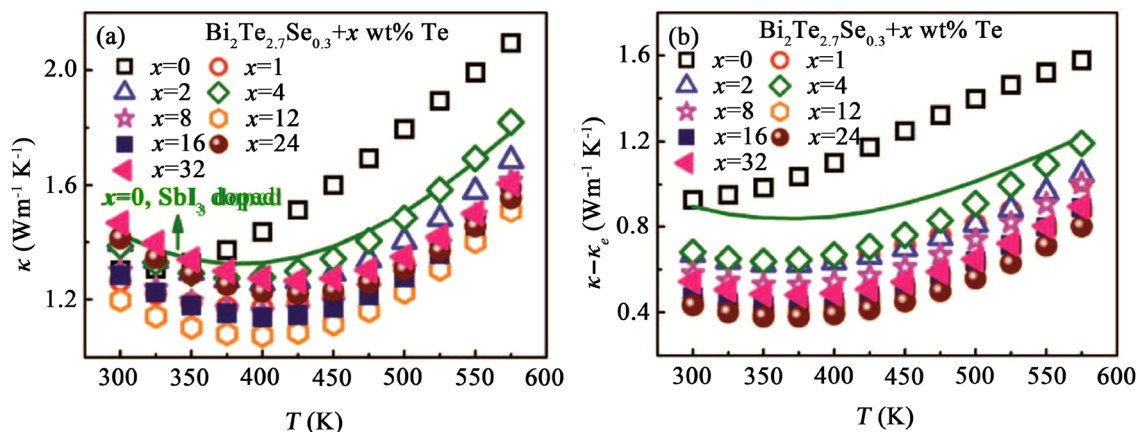 (a) Bi₂Te₂.₇Se₀.₃+x wt% Te
x=0 x=1
x=2 x=4
x=8 x=12
x=16 x=24
x=32
x=0, SbI₃ doped
κ (Wm⁻¹ K⁻¹)
2.0
1.6
1.2
300 350 400 450 500 550 600
T (K)
(b) Bi₂Te₂.₇Se₀.₃+x wt% Te
x=0 x=1
x=2 x=4
x=8 x=12
x=16 x=24
x=32
κ−κₑ (Wm⁻¹ K⁻¹)
1.6
1.2
0.8
0.4
300 350 400 450 500 550 600
T (K)